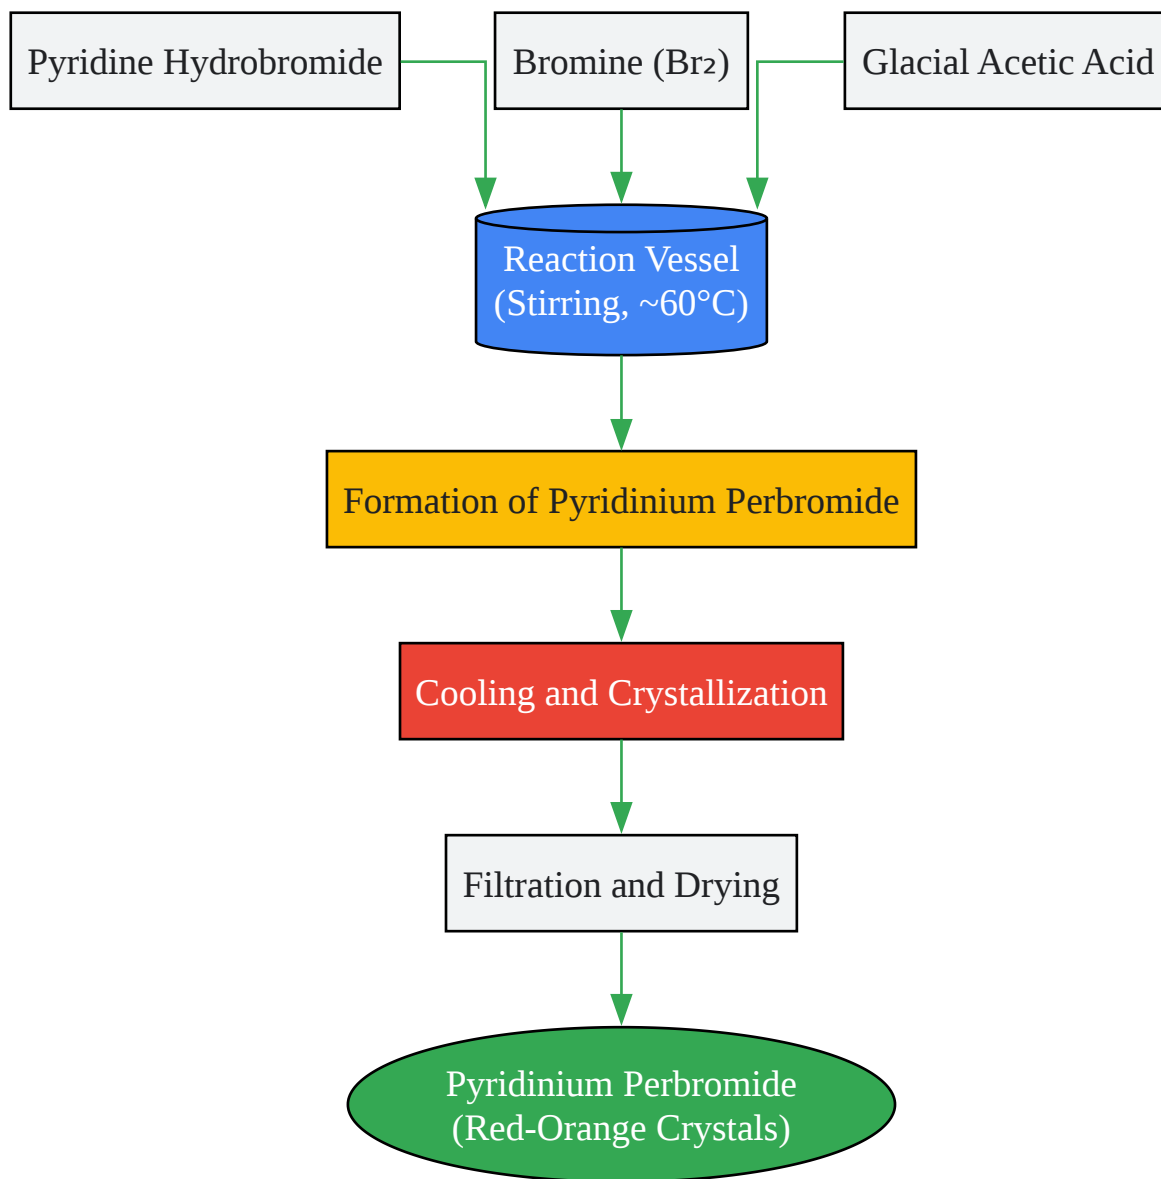 Pyridine Hydrobromide
Bromine (Br₂)
Glacial Acetic Acid
Reaction Vessel
(Stirring, ~60°C)
Formation of Pyridinium Perbromide
Cooling and Crystallization
Filtration and Drying
Pyridinium Perbromide
(Red-Orange Crystals)